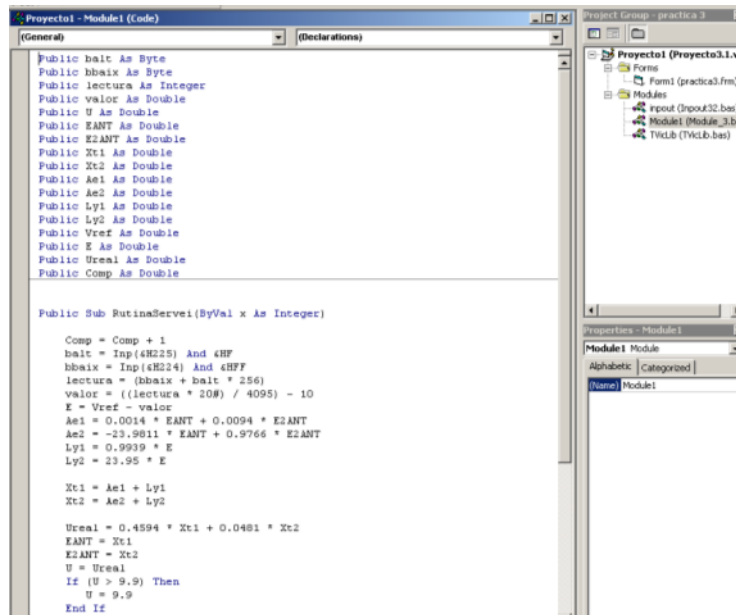 Proyecto1 - Module1 (Code)
(General)
(Declarations)
Public balt As Byte
Public bbaix As Byte
Public lectura As Integer
Public valor As Double
Public U As Double
Public EANT As Double
Public E2ANT As Double
Public Xt1 As Double
Public Xt2 As Double
Public Ae1 As Double
Public Ae2 As Double
Public Ly1 As Double
Public Ly2 As Double
Public Vref As Double
Public E As Double
Public Ureal As Double
Public Comp As Double
Public Sub RutinaServei(ByVal x As Integer)
Comp = Comp + 1
balt = Inp(&H225) And &HF
bbaix = Inp(&H224) And &HFF
lectura = (bbaix + balt * 256)
valor = ((lectura * 20#) / 4095) - 10
E = Vref - valor
Ae1 = 0.0014 * EANT + 0.0094 * E2ANT
Ae2 = -23.9811 * EANT + 0.9766 * E2ANT
Ly1 = 0.9939 * E
Ly2 = 23.95 * E
Xt1 = Ae1 + Ly1
Xt2 = Ae2 + Ly2
Ureal = 0.4594 * Xt1 + 0.0481 * Xt2
EANT = Xt1
E2ANT = Xt2
U = Ureal
If (U > 9.9) Then
U = 9.9
End If
Project Group - practica 3
Proyecto1 (Proyecto3.1.v
Forms
Form1 (practica3.frm)
Modules
inpout (Inpout32.bas)
Module1 (Module_3.b
TVicLib (TVicLib.bas)
Properties - Module1
Module1 Module
Alphabetic
Categorized
(Name) Module1